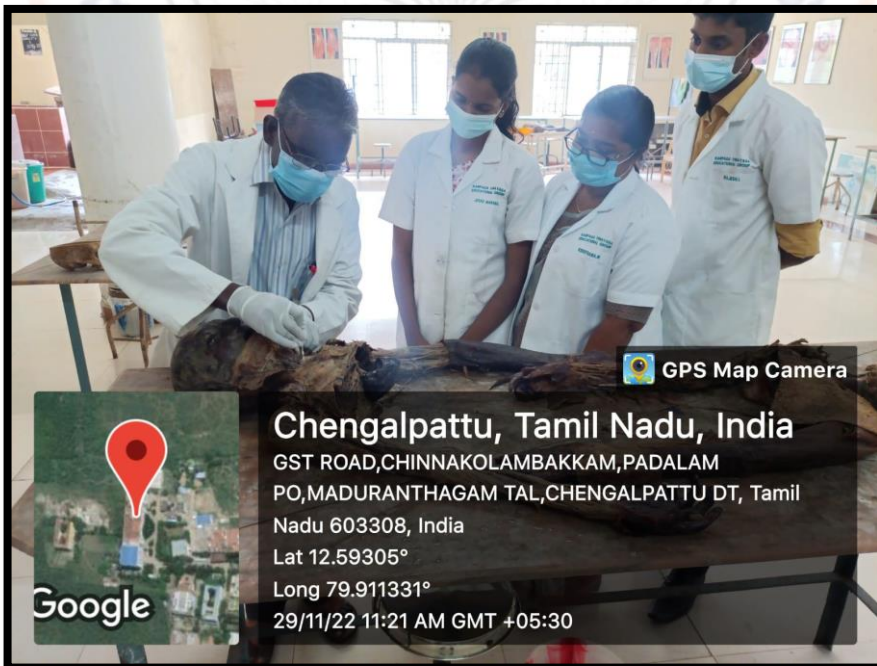 GPS Map Camera
Chengalpattu, Tamil Nadu, India
GST ROAD,CHINNAKOLAMBAKKAM,PADALAM
PO,MADURANTHAGAM TAL,CHENGALPATTU DT, Tamil
Nadu 603308, India
Lat 12.59305°
Long 79.911331°
29/11/22 11:21 AM GMT +05:30
Google